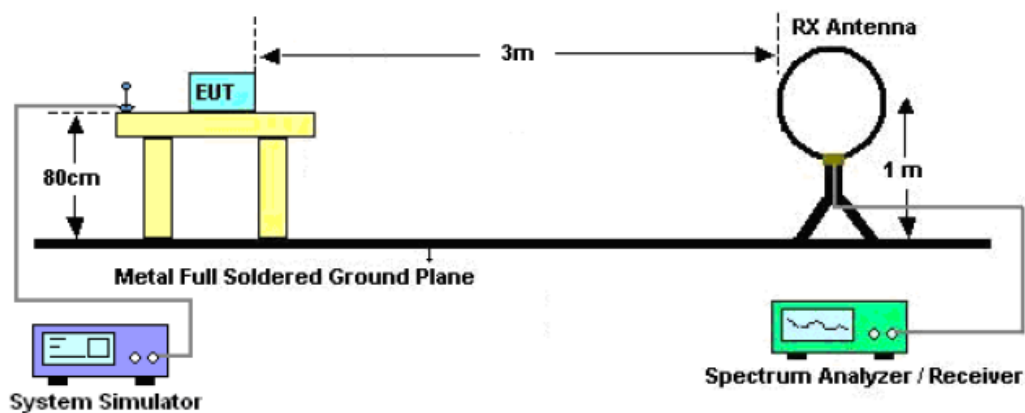 RX Antenna
3m
EUT
80cm
1 m
Metal Full Soldered Ground Plane
System Simulator
Spectrum Analyzer / Receiver